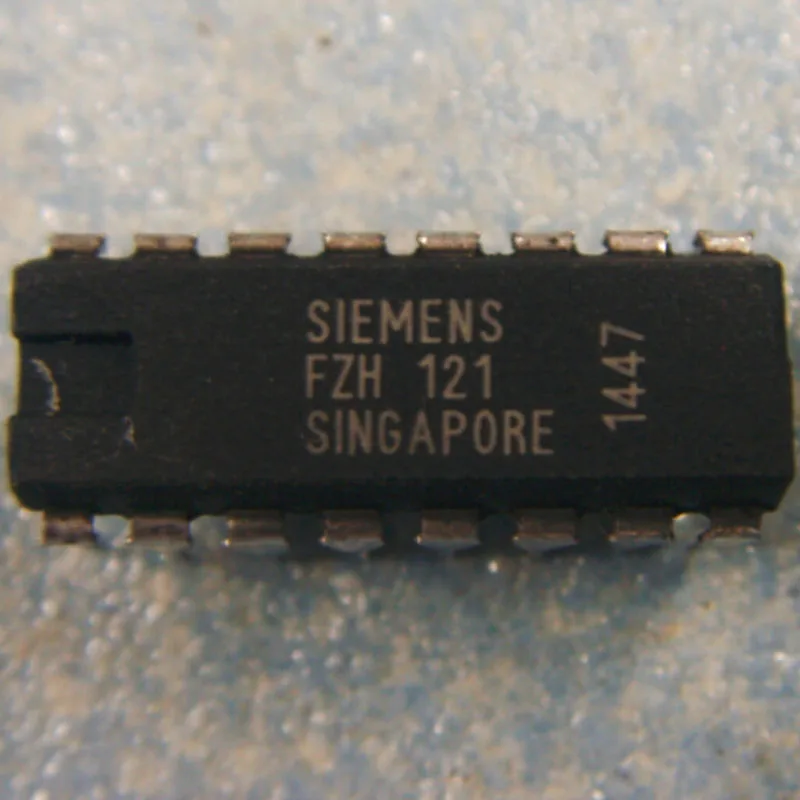 SIEMENS
FZH 121
SINGAPORE
1447